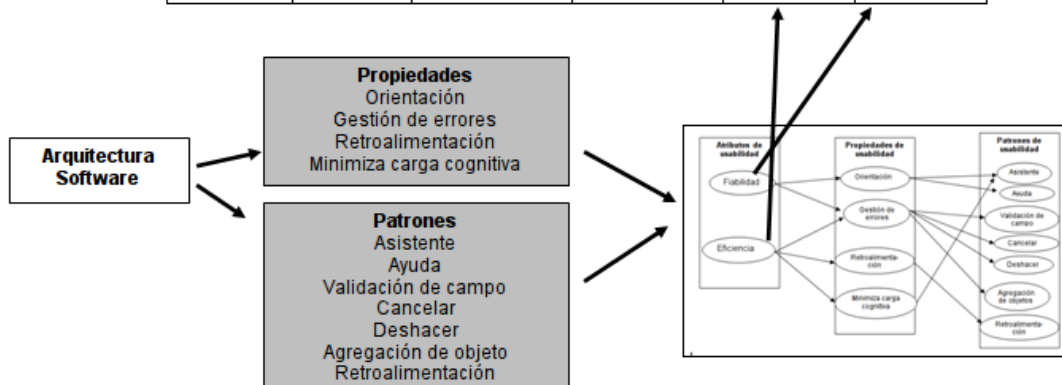 Propiedades
Orientación
Gestión de errores
Retroalimentación
Minimiza carga cognitiva
Arquitectura
Software
Patrones
Asistente
Ayuda
Validación de campo
Cancelar
Deshacer
Agregación de objeto
Retroalimentación
Atributos de
usabilidad
Fiabilidad
Eficiencia
Propiedades de
usabilidad
Orientación
Gestión de
errores
Retroalimenta-
ción
Minimiza carga
cognitiva
Patrones de
usabilidad
Asistente
Ayuda
Validación de
campo
Cancelar
Deshacer
Agregación
de objetos
Retroalimenta-
ción